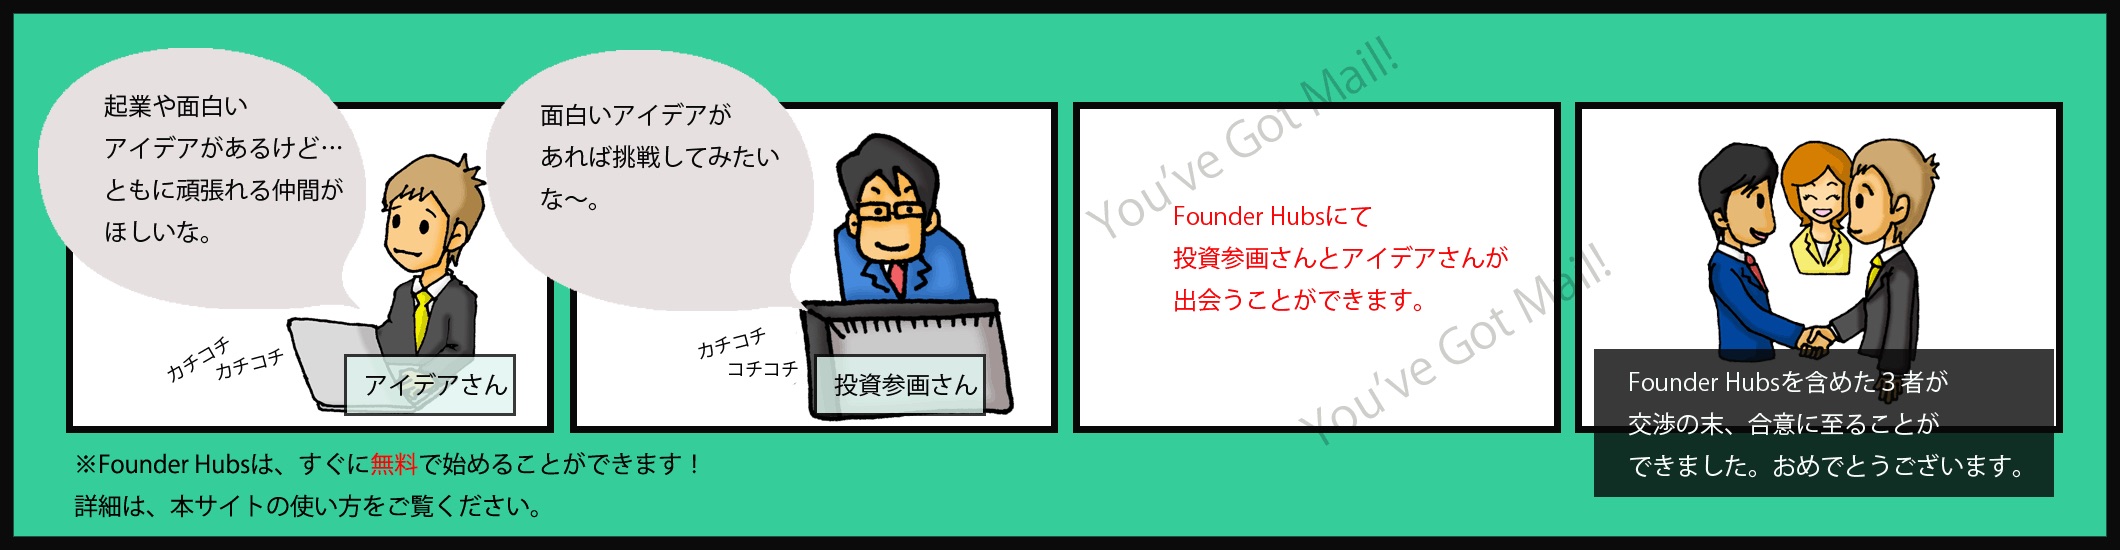 起業や面白い
アイデアがあるけど…
ともに頑張れる仲間が
ほしいな。
カチコチ
カチコチ
アイデアさん
面白いアイデアが
あれば挑戦してみたい
な～。
カチコチ
コチコチ
投資参画さん
You've Got Mail!
Founder Hubsにて
投資参画さんとアイデアさんが
出会うことができます。
You've Got Mail!
Founder Hubsを含めた３者が
交渉の末、合意に至ることが
できました。おめでとうございます。
※Founder Hubsは、すぐに無料で始めることができます！
詳細は、本サイトの使い方をご覧ください。